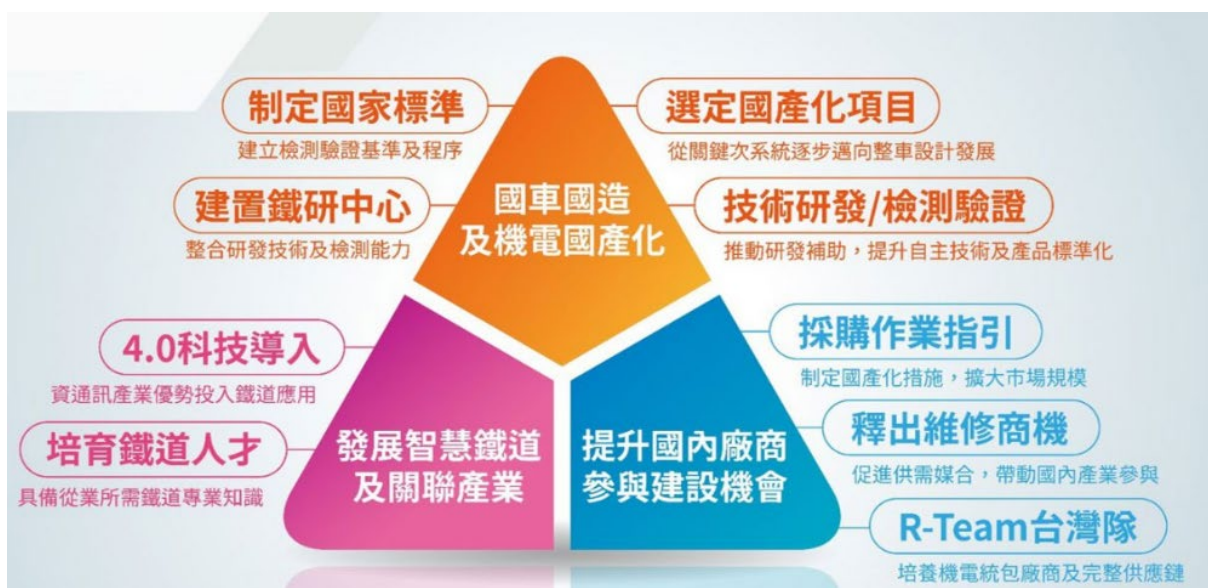 制定國家標準
建立檢測驗證基準及程序
選定國產化項目
從關鍵次系統逐步邁向整車設計發展
建置鐵研中心
整合研發技術及檢測能力
國車國造
及機電國產化
技術研發/檢測驗證
推動研發補助，提升自主技術及產品標準化
4.0科技導入
資通訊產業優勢投入鐵道應用
培育鐵道人才
具備從業所需鐵道專業知識
發展智慧鐵道
及關聯產業
提升國內廠商
參與建設機會
採購作業指引
制定國產化措施，擴大市場規模
釋出維修商機
促進供需媒合，帶動國內產業參與
R-Team台灣隊
培養機電統包廠商及完整供應鏈